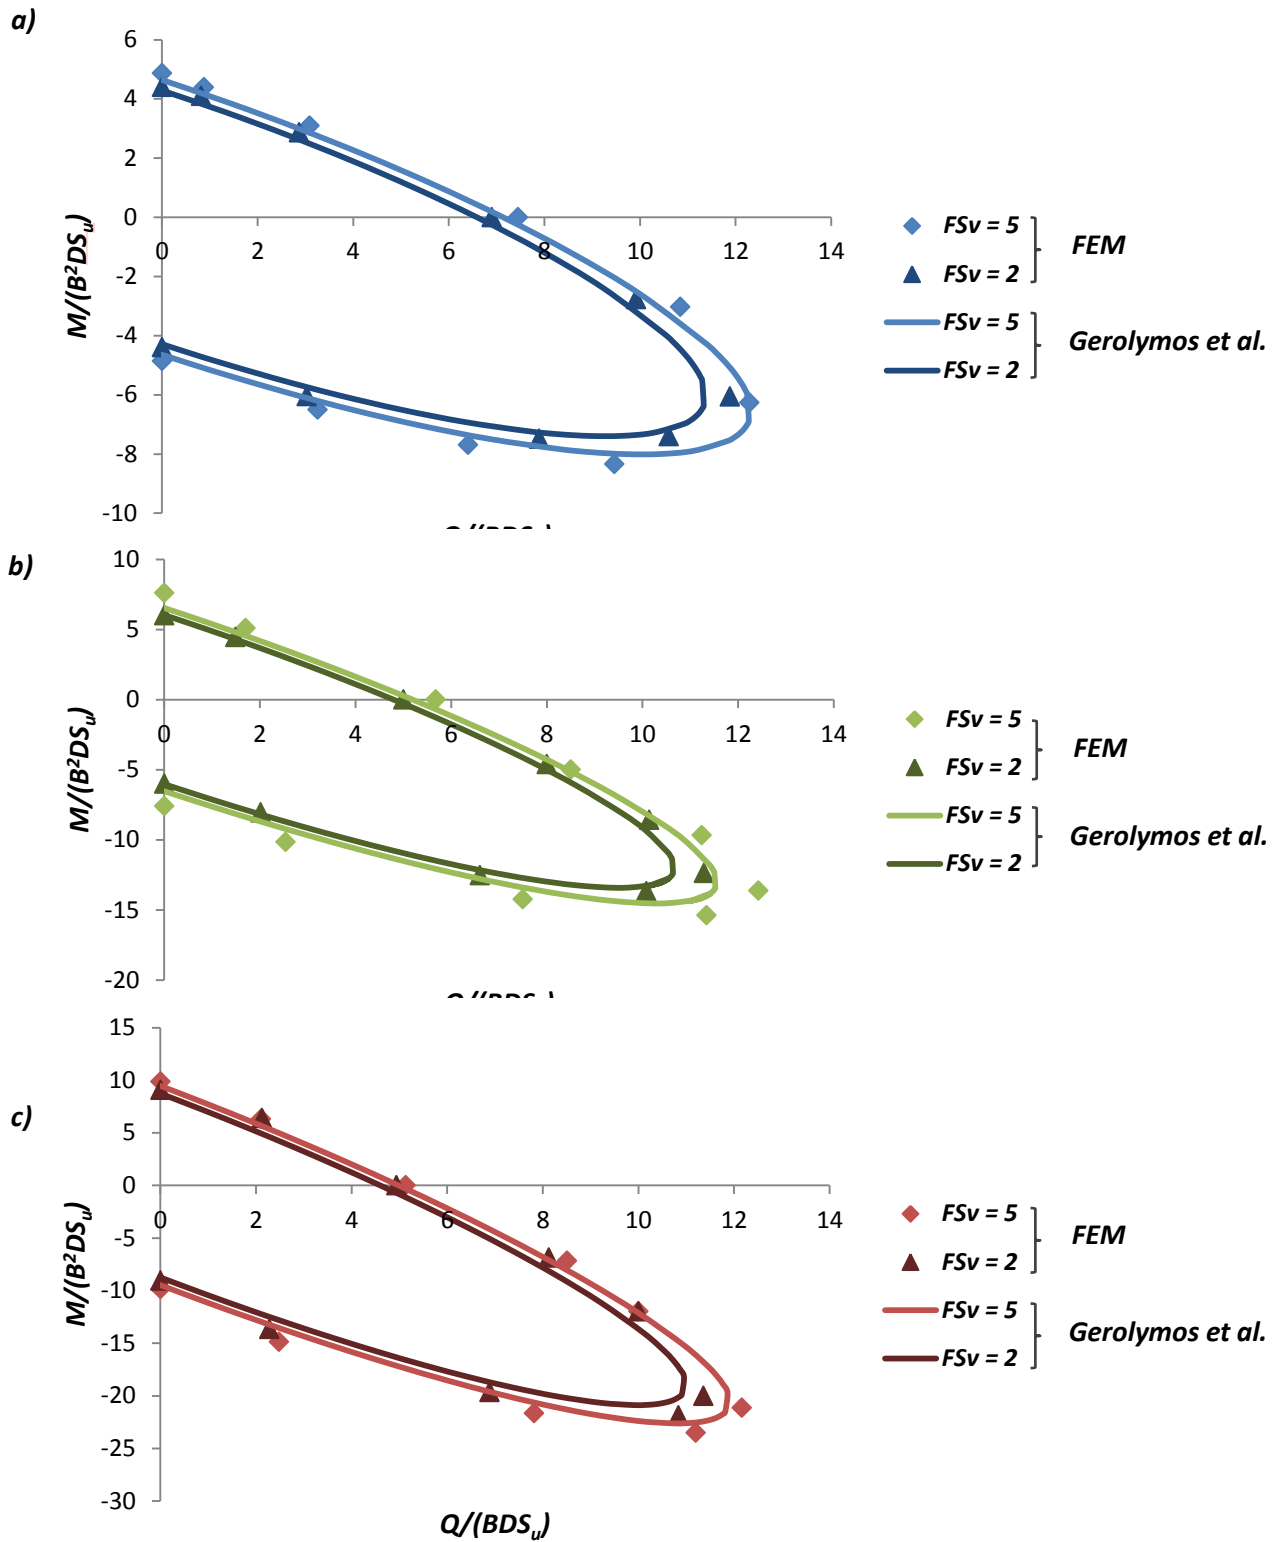 a)
6
4
2
0
-2
-4
-6
-8
-10
0 2 4 6 8 10 12 14
M/(B²DSu)
Q/(BDSu)
FSv = 5
FSv = 2
FEM
FSv = 5
FSv = 2
Gerolymos et al.
b)
10
5
0
-5
-10
-15
-20
0 2 4 6 8 10 12 14
M/(B²DSu)
FSv = 5
FSv = 2
FEM
FSv = 5
FSv = 2
Gerolymos et al.
c)
15
10
5
0
-5
-10
-15
-20
-25
-30
0 2 4 6 8 10 12 14
M/(B²DSu)
Q/(BDSu)
FSv = 5
FSv = 2
FEM
FSv = 5
FSv = 2
Gerolymos et al.